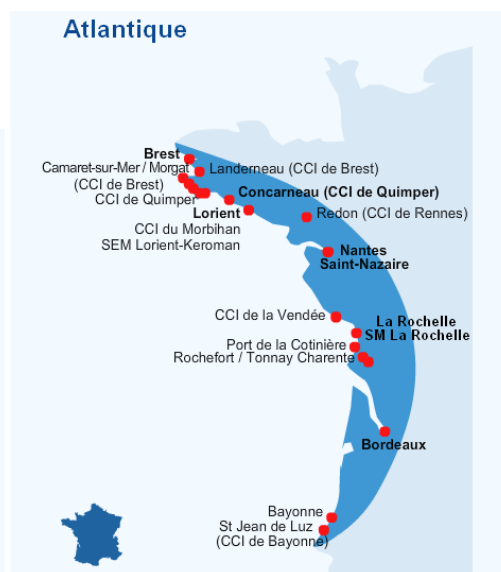 Atlantique
Brest
Camaret-sur-Mer / Morgat
Landerneau (CCI de Brest)
(CCI de Brest)
CCI de Quimper
Concarneau (CCI de Quimper)
Lorient
Redon (CCI de Rennes)
CCI du Morbihan
SEM Lorient-Keroman
Nantes
Saint-Nazaire
CCI de la Vendée
La Rochelle
SM La Rochelle
Port de la Cotinière
Rochefort / Tonnay Charente
Bordeaux
Bayonne
St Jean de Luz
(CCI de Bayonne)